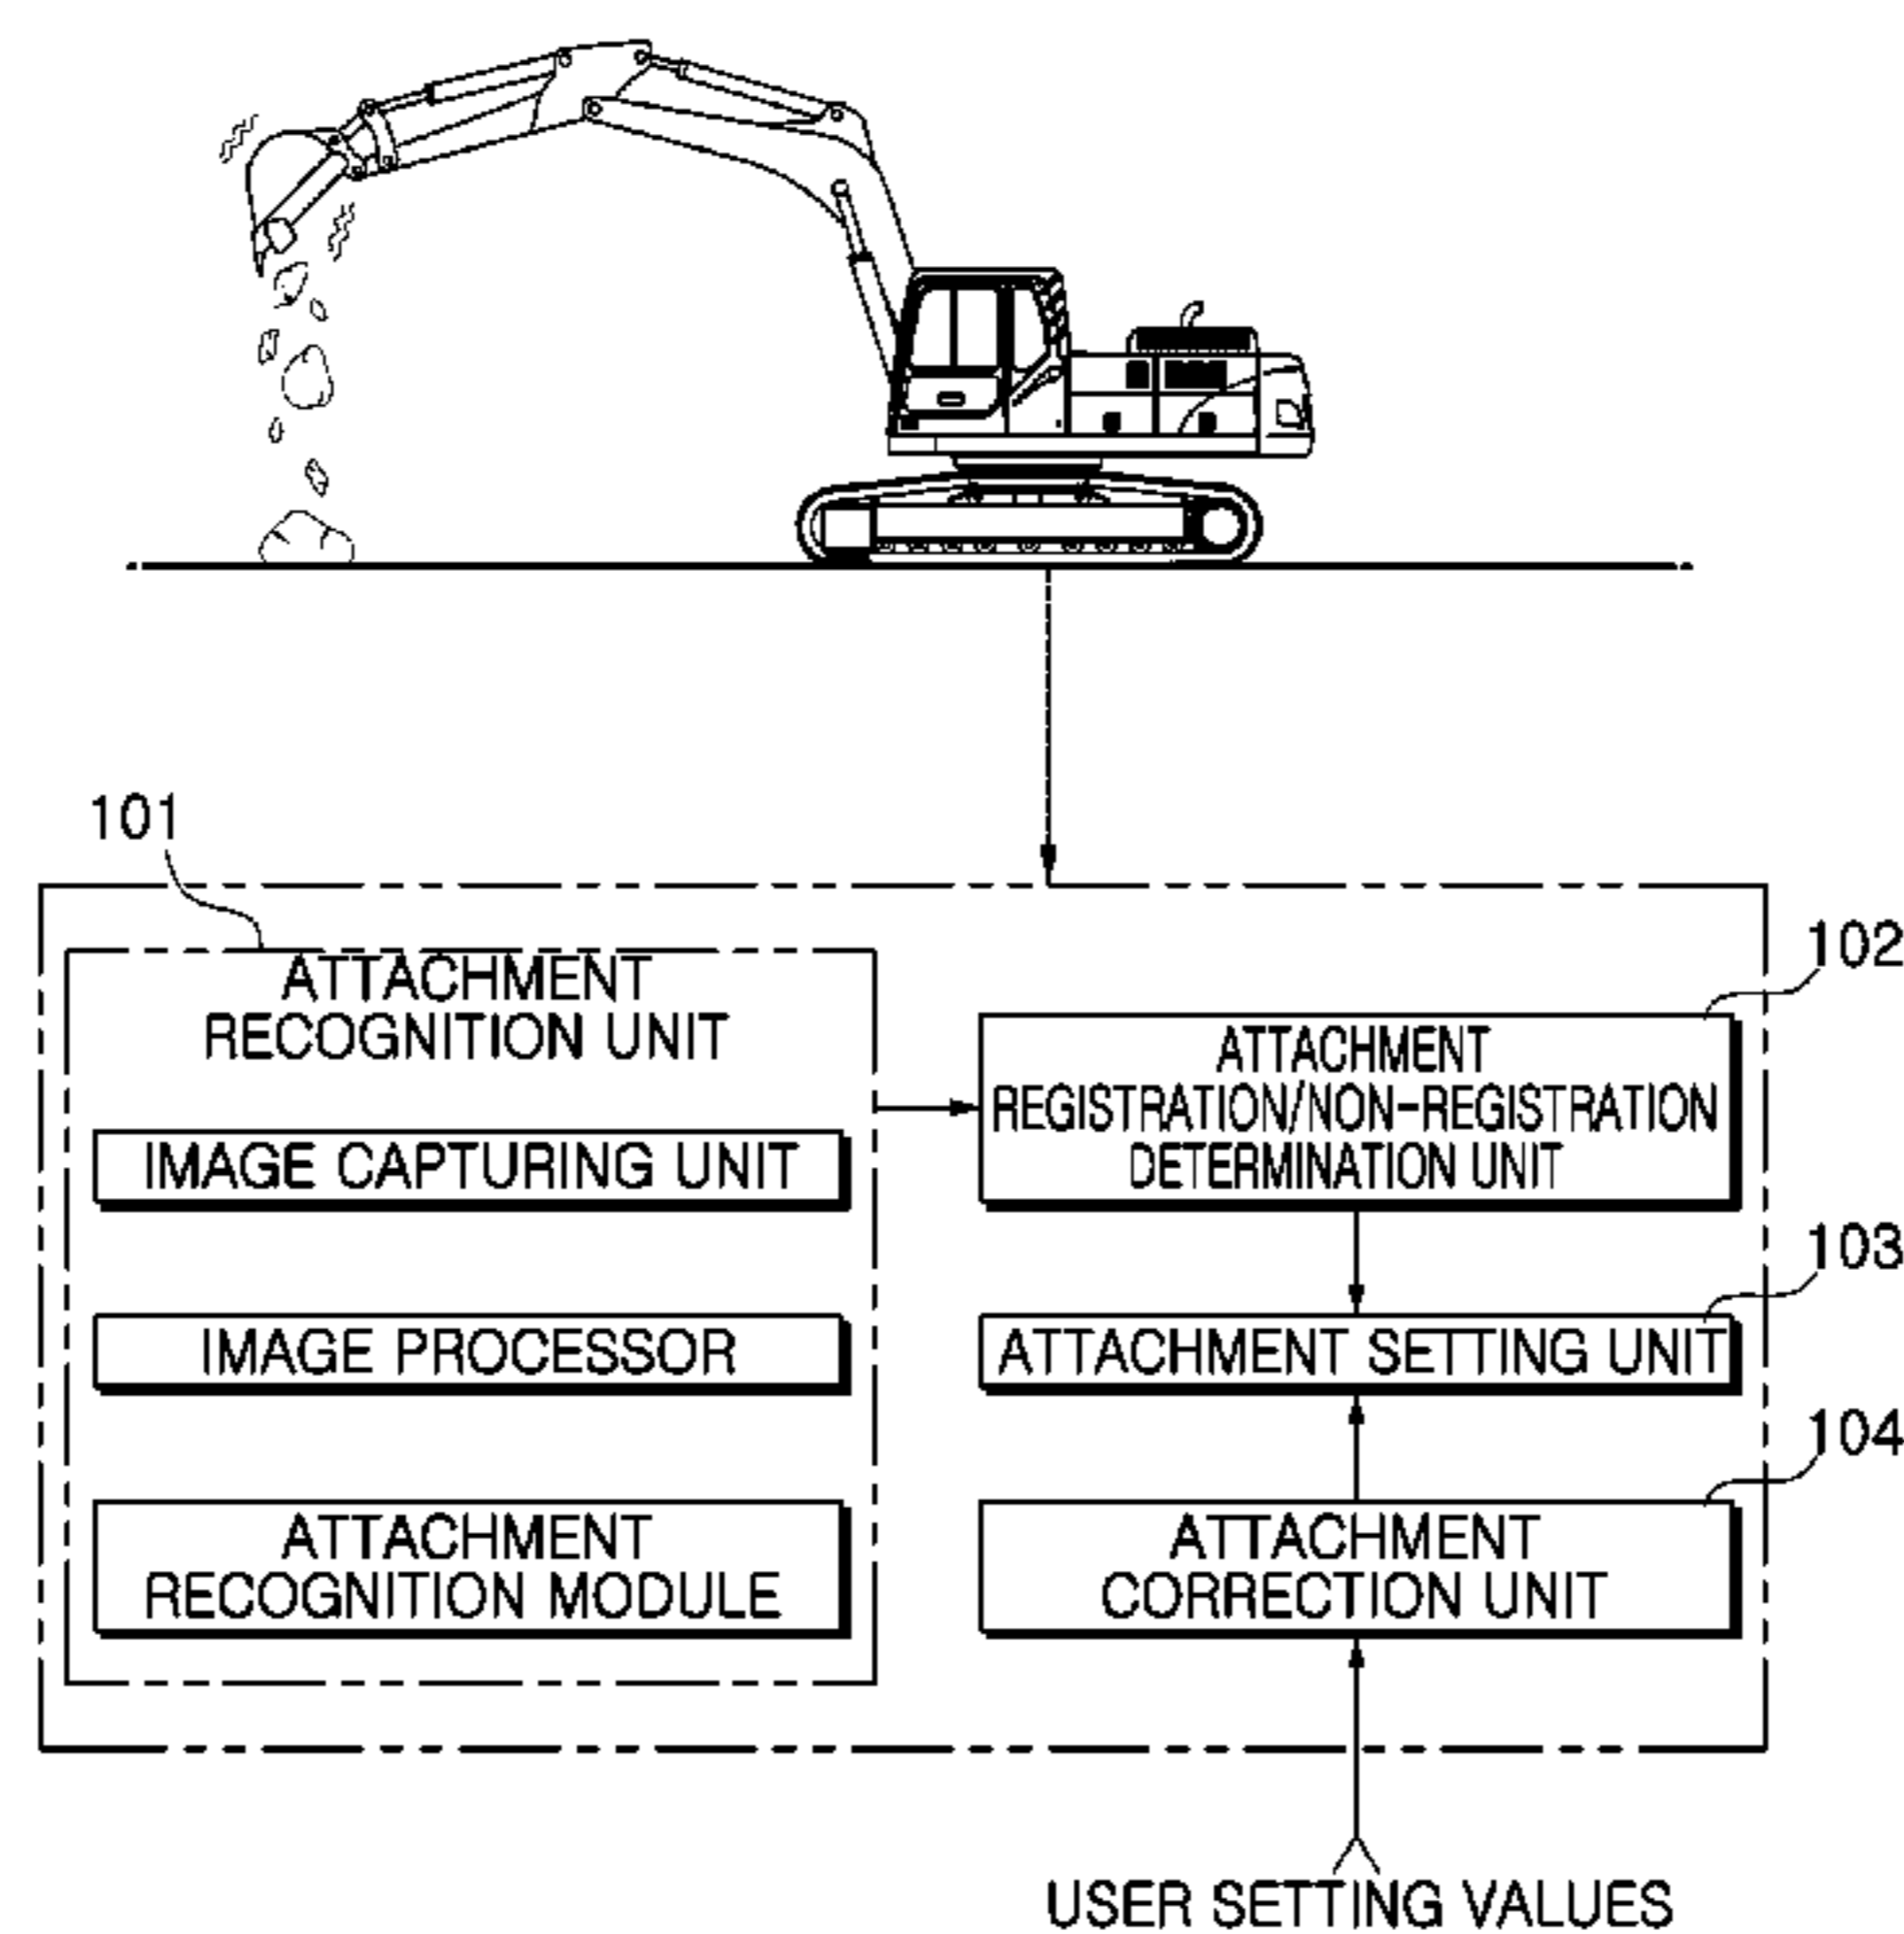 101
ATTACHMENT
RECOGNITION UNIT
IMAGE CAPTURING UNIT
IMAGE PROCESSOR
ATTACHMENT
RECOGNITION MODULE
102
ATTACHMENT
REGISTRATION/NON-REGISTRATION
DETERMINATION UNIT
103
ATTACHMENT SETTING UNIT
104
ATTACHMENT
CORRECTION UNIT
USER SETTING VALUES